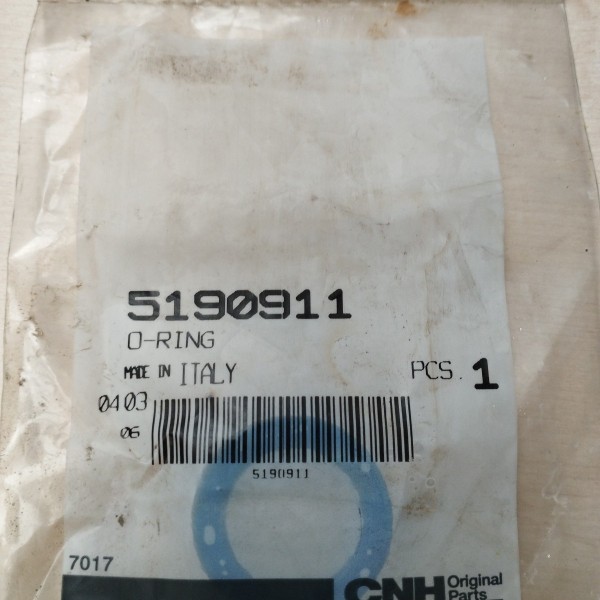 5190911
O-RING
MADE IN ITALY
PCS. 1
0403
06
5190911
7017
CNH Original
Parts